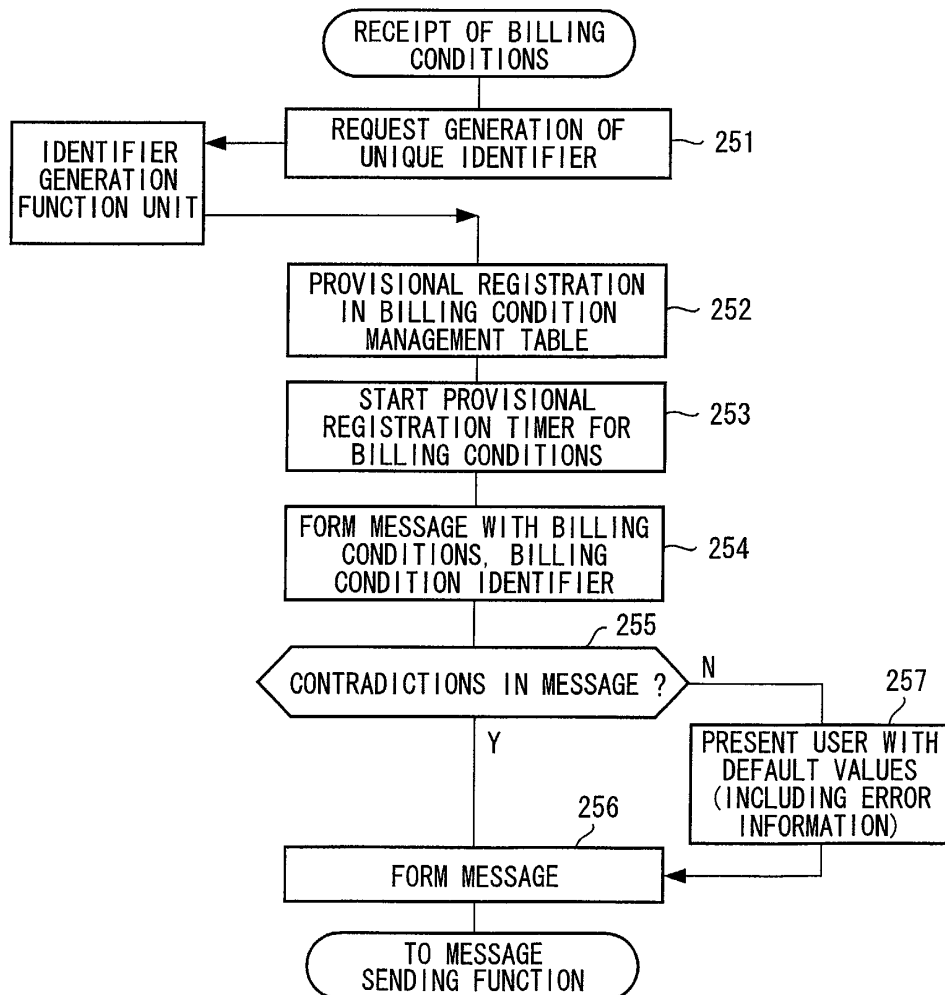 RECEIPT OF BILLING
CONDITIONS
REQUEST GENERATION OF
UNIQUE IDENTIFIER
251
IDENTIFIER
GENERATION
FUNCTION UNIT
PROVISIONAL REGISTRATION
IN BILLING CONDITION
MANAGEMENT TABLE
252
START PROVISIONAL
REGISTRATION TIMER FOR
BILLING CONDITIONS
253
FORM MESSAGE WITH BILLING
CONDITIONS, BILLING
CONDITION IDENTIFIER
254
255
CONTRADICTIONS IN MESSAGE ?
N
Y
257
PRESENT USER WITH
DEFAULT VALUES
(INCLUDING ERROR
INFORMATION)
256
FORM MESSAGE
TO MESSAGE
SENDING FUNCTION